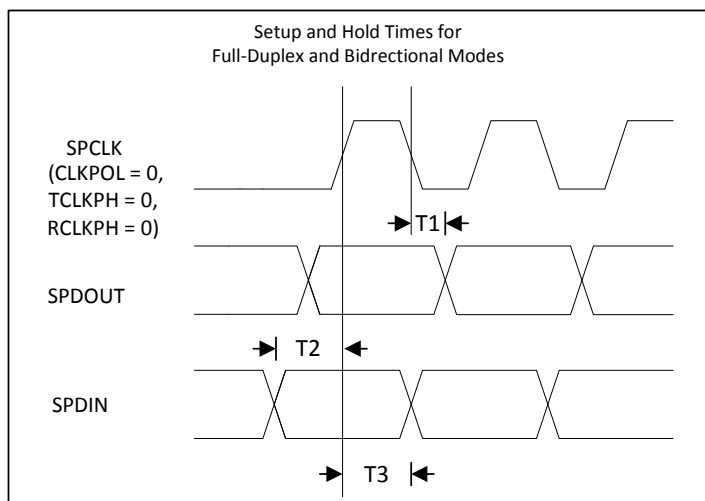 Setup and Hold Times for
Full-Duplex and Bidrectional Modes
SPCLK
(CLKPOL = 0,
TCLKPH = 0,
RCLKPH = 0)
T1
SPDOUT
T2
SPDIN
T3